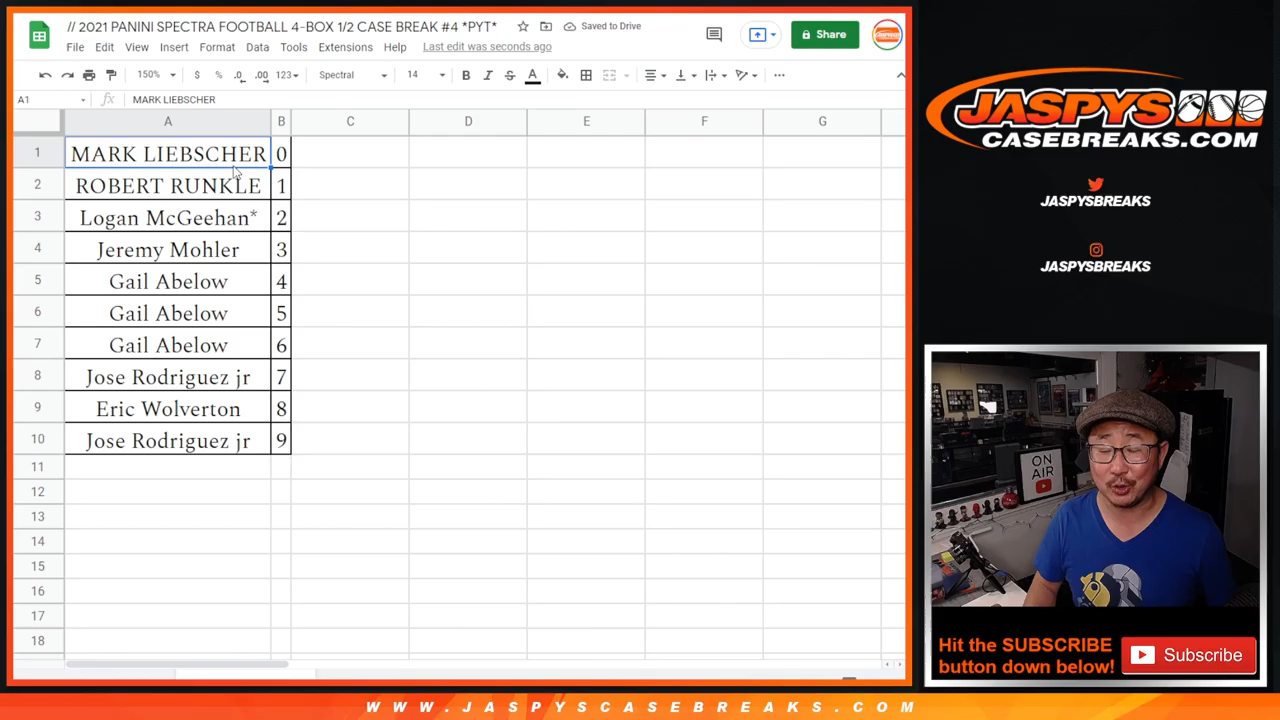 // 2021 PANINI SPECTRA FOOTBALL 4-BOX 1/2 CASE BREAK #4 *PYT*
Saved to Drive
File Edit View Insert Format Data Tools Extensions Help Last edit was seconds ago
Share
150% $ % .0 .00 123 Spectral 14 B I S A
A1 fx MARK LIEBSCHER
A B C D E F G
1 MARK LIEBSCHER 0
2 ROBERT RUNKLE 1
3 Logan McGeehan* 2
4 Jeremy Mohler 3
5 Gail Abelow 4
6 Gail Abelow 5
7 Gail Abelow 6
8 Jose Rodriguez jr 7
9 Eric Wolverton 8
10 Jose Rodriguez jr 9
11
12
13
14
15
16
17
18
JASPYS
CASEBREAKS.COM
JASPYSBREAKS
JASPYSBREAKS
ON
AIR
Hit the SUBSCRIBE
button down below!
Subscribe
WWW.JASPYSCASEBREAKS.COM